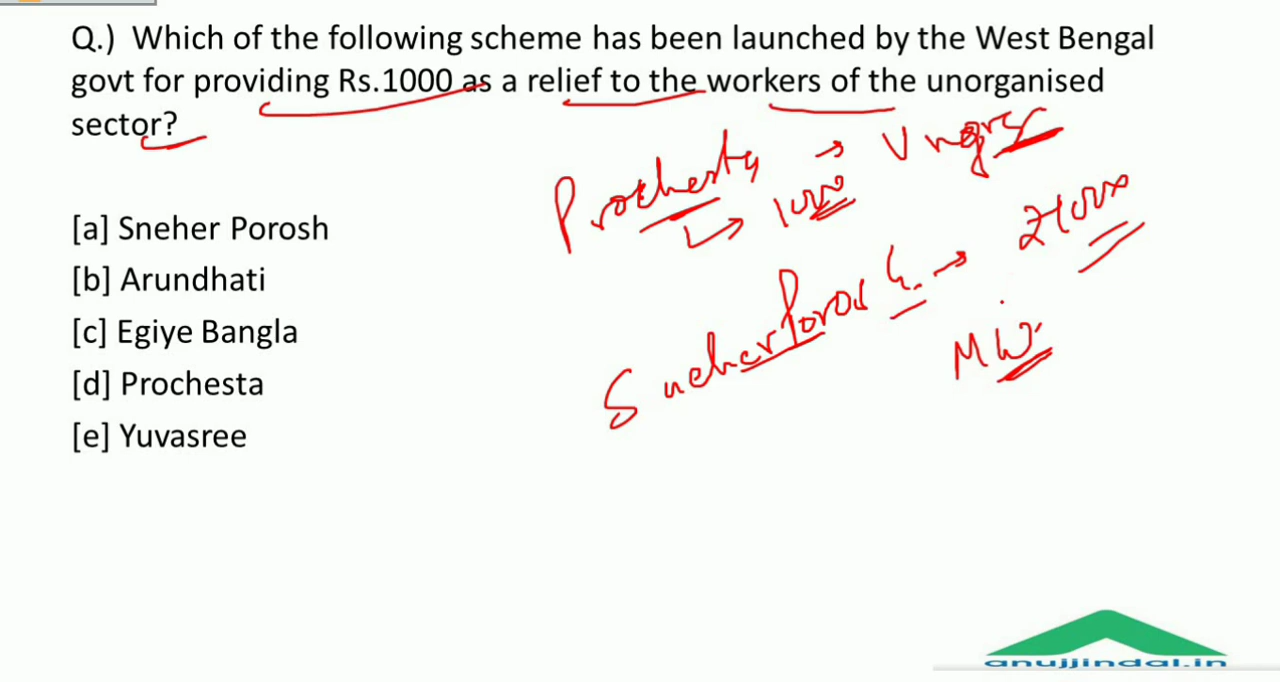 Q.) Which of the following scheme has been launched by the West Bengal
govt for providing Rs.1000 as a relief to the workers of the unorganised
sector?
Prochesta → Unorg
↳ 1000
[a] Sneher Porosh
[b] Arundhati
[c] Egiye Bangla
[d] Prochesta
[e] Yuvasree
Sneher Porosh →
MW
anujjindal.in